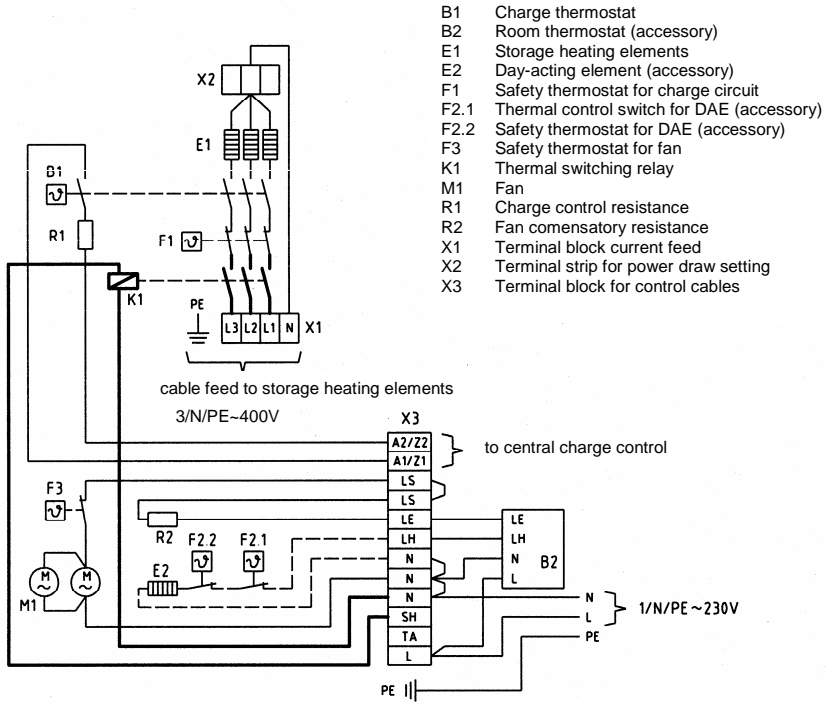 B1 Charge thermostat
B2 Room thermostat (accessory)
E1 Storage heating elements
E2 Day-acting element (accessory)
F1 Safety thermostat for charge circuit
F2.1 Thermal control switch for DAE (accessory)
F2.2 Safety thermostat for DAE (accessory)
F3 Safety thermostat for fan
K1 Thermal switching relay
M1 Fan
R1 Charge control resistance
R2 Fan comensatory resistance
X1 Terminal block current feed
X2 Terminal strip for power draw setting
X3 Terminal block for control cables
X2
E1
B1
ϑ
R1
F1 ϑ
K1
PE
L3 L2 L1 N X1
cable feed to storage heating elements
3/N/PE~400V
X3
A2/Z2
A1/Z1
to central charge control
LS
LS
LE
LH
N
N
N
SH
TA
L
F3
ϑ
R2 F2.2 F2.1
ϑ ϑ
E2
M M
~ ~
M1
LE
LH
N
L
B2
N
L
PE
1/N/PE~230V
PE